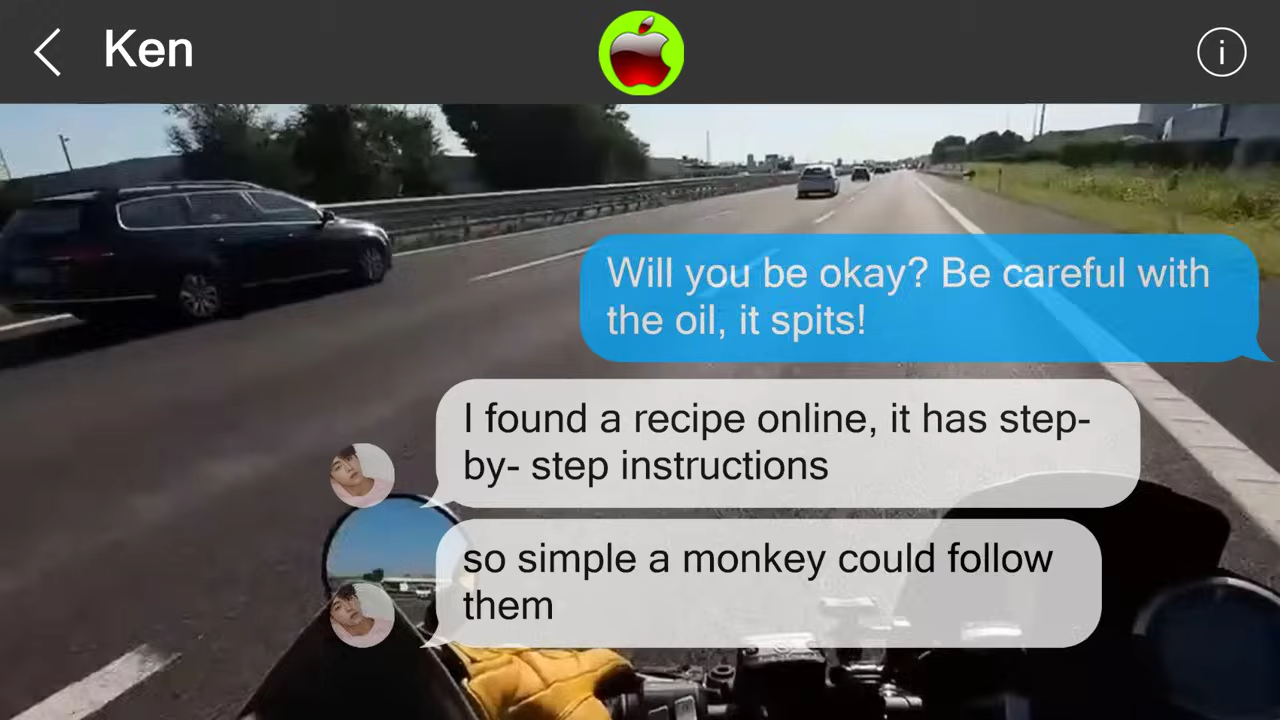 Ken
Will you be okay? Be careful with
the oil, it spits!
I found a recipe online, it has step-
by- step instructions
so simple a monkey could follow
them